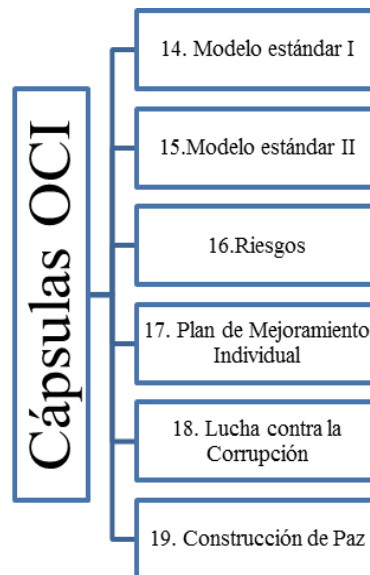 Cápsulas OCI
14. Modelo estándar I
15.Modelo estándar II
16.Riesgos
17. Plan de Mejoramiento
Individual
18. Lucha contra la
Corrupción
19. Construcción de Paz